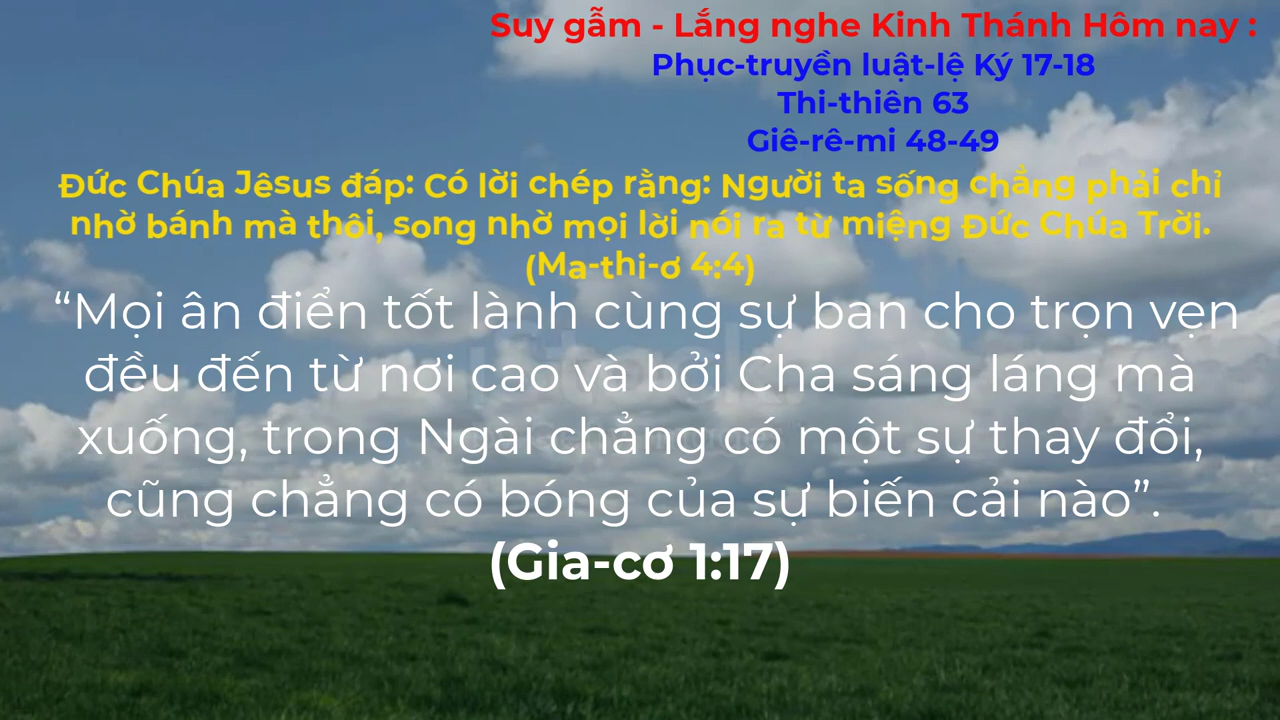 Suy gẫm - Lắng nghe Kinh Thánh Hôm nay :
Phục-truyền luật-lệ Ký 17-18
Thi-thiên 63
Giê-rê-mi 48-49
Đức Chúa Jêsus đáp: Có lời chép rằng: Người ta sống chẳng phải chỉ
nhờ bánh mà thôi, song nhờ mọi lời nói ra từ miệng Đức Chúa Trời.
(Ma-thi-ơ 4:4)
“Mọi ân điển tốt lành cùng sự ban cho trọn vẹn
đều đến từ nơi cao và bởi Cha sáng láng mà
xuống, trong Ngài chẳng có một sự thay đổi,
cũng chẳng có bóng của sự biến cải nào”.
(Gia-cơ 1:17)